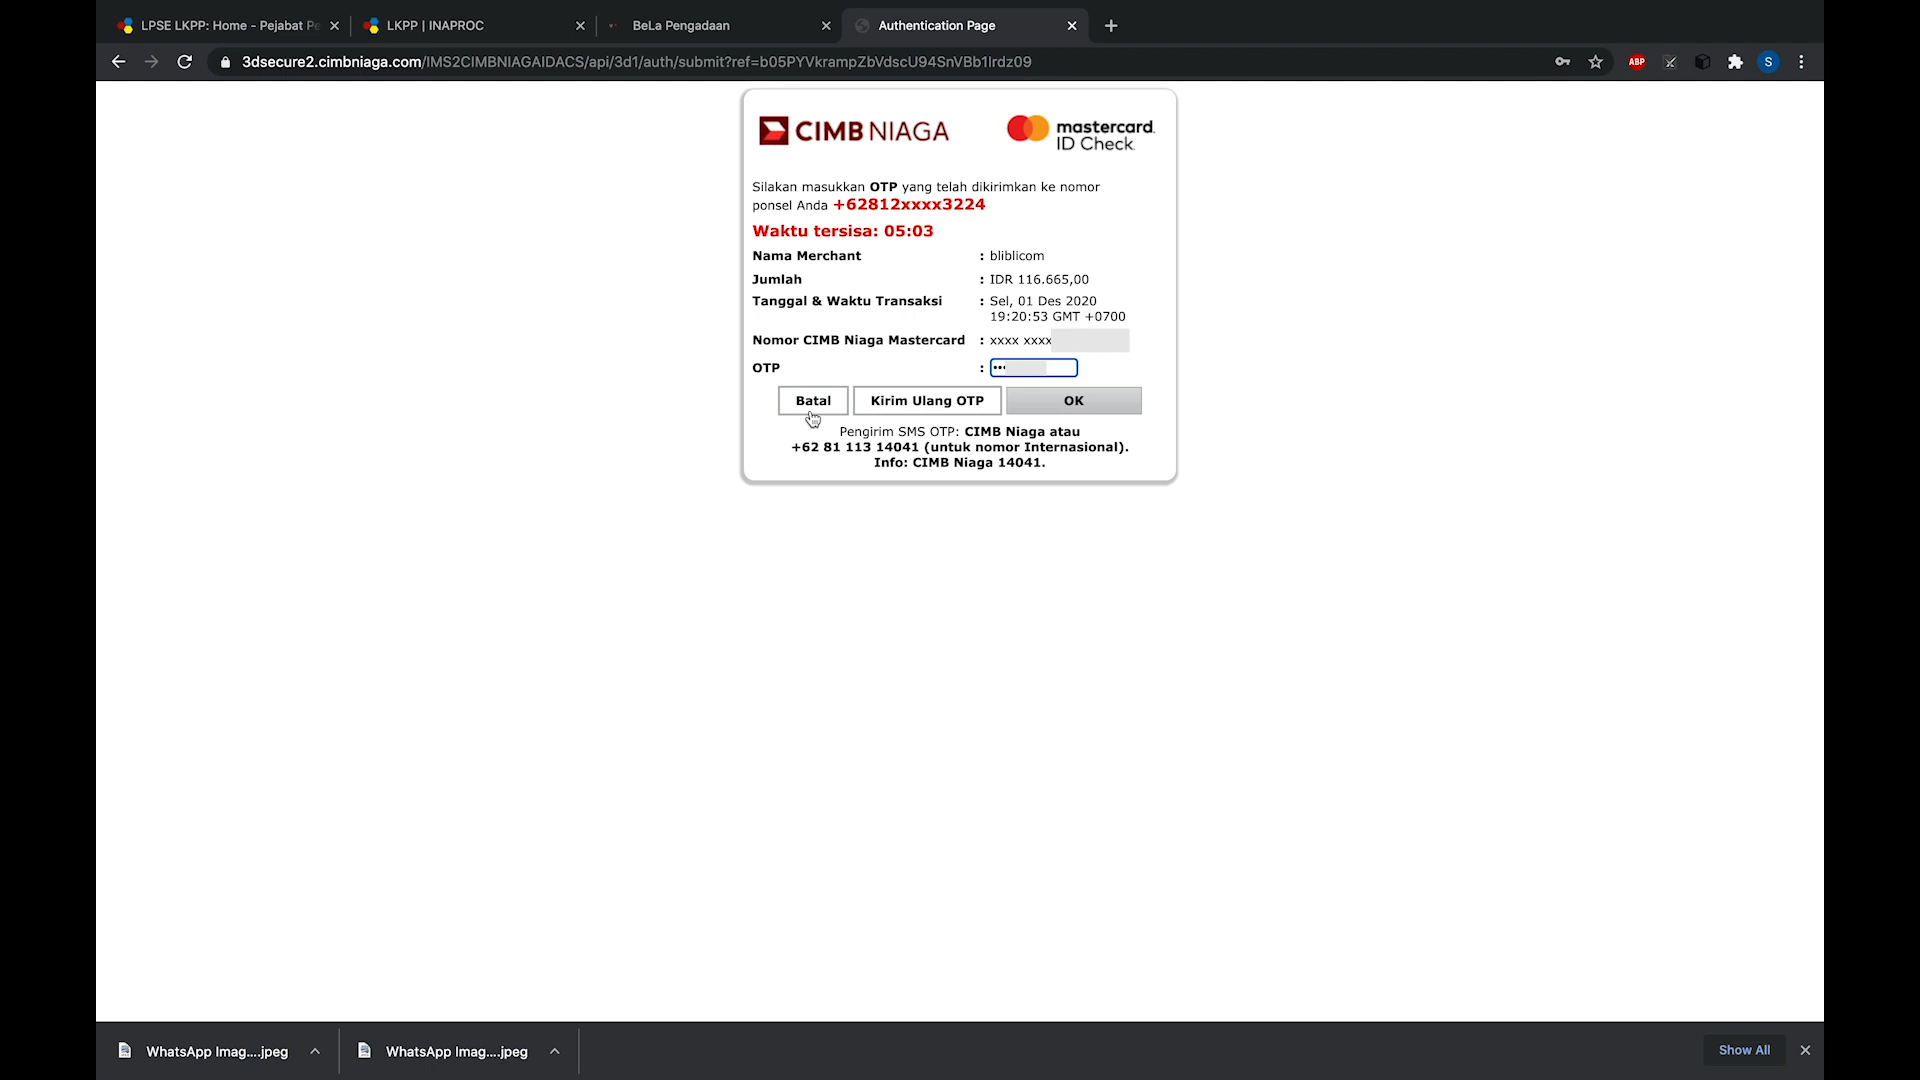 LPSE LKPP: Home - Pejabat Pe
LKPP | INAPROC
BeLa Pengadaan
Authentication Page
3dsecure2.cimbniaga.com/IMS2CIMBNIAGAIDACS/api/3d1/auth/submit?ref=b05PYVkrampZbVdscU94SnVBb1lrdz09
ABP
S
CIMB NIAGA
mastercard.
ID Check.
Silakan masukkan OTP yang telah dikirimkan ke nomor
ponsel Anda +62812xxxx3224
Waktu tersisa: 05:03
Nama Merchant : bliblicom
Jumlah : IDR 116.665,00
Tanggal & Waktu Transaksi : Sel, 01 Des 2020
19:20:53 GMT +0700
Nomor CIMB Niaga Mastercard : xxxx xxxx
OTP :
Batal Kirim Ulang OTP OK
Pengirim SMS OTP: CIMB Niaga atau
+62 81 113 14041 (untuk nomor Internasional).
Info: CIMB Niaga 14041.
WhatsApp Imag....jpeg
WhatsApp Imag....jpeg
Show All